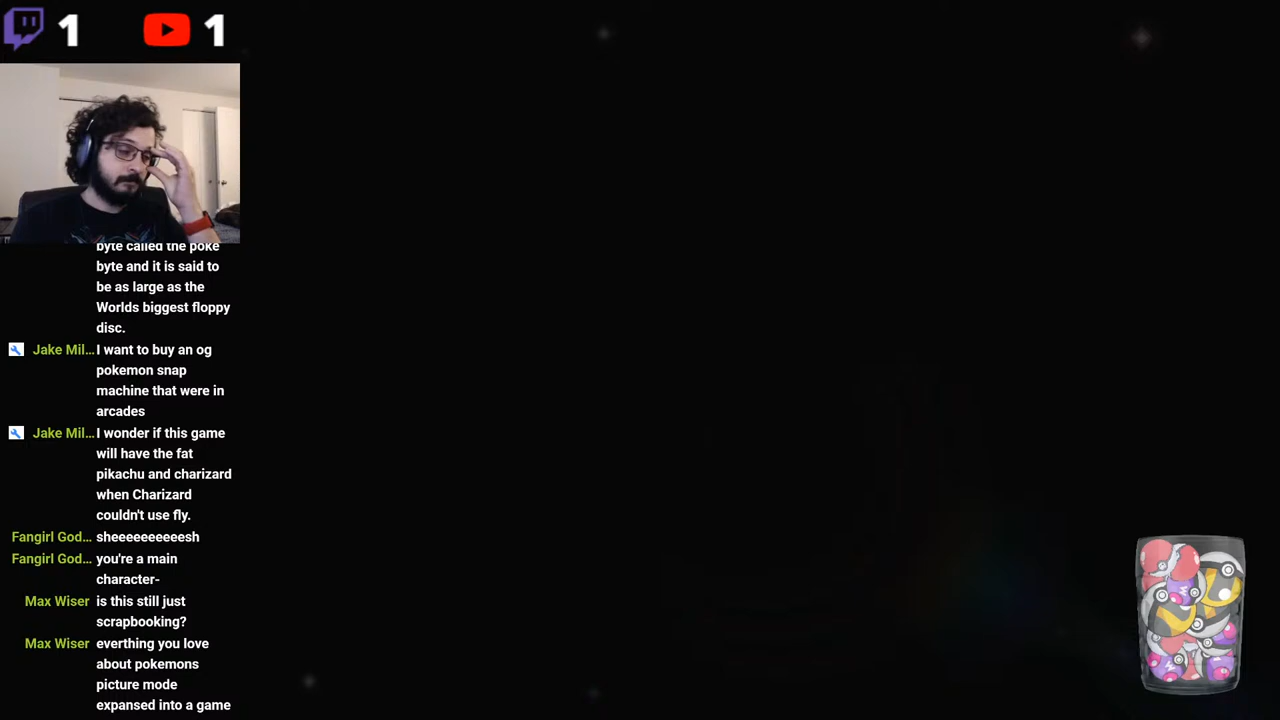 1 1
byte called the poke
byte and it is said to
be as large as the
Worlds biggest floppy
disc.
Jake Mil... I want to buy an og
pokemon snap
machine that were in
arcades
Jake Mil... I wonder if this game
will have the fat
pikachu and charizard
when Charizard
couldn't use fly.
Fangirl God... sheeeeeeeeeesh
Fangirl God... you're a main
character-
Max Wiser is this still just
scrapbooking?
Max Wiser everthing you love
about pokemons
picture mode
expansed into a game